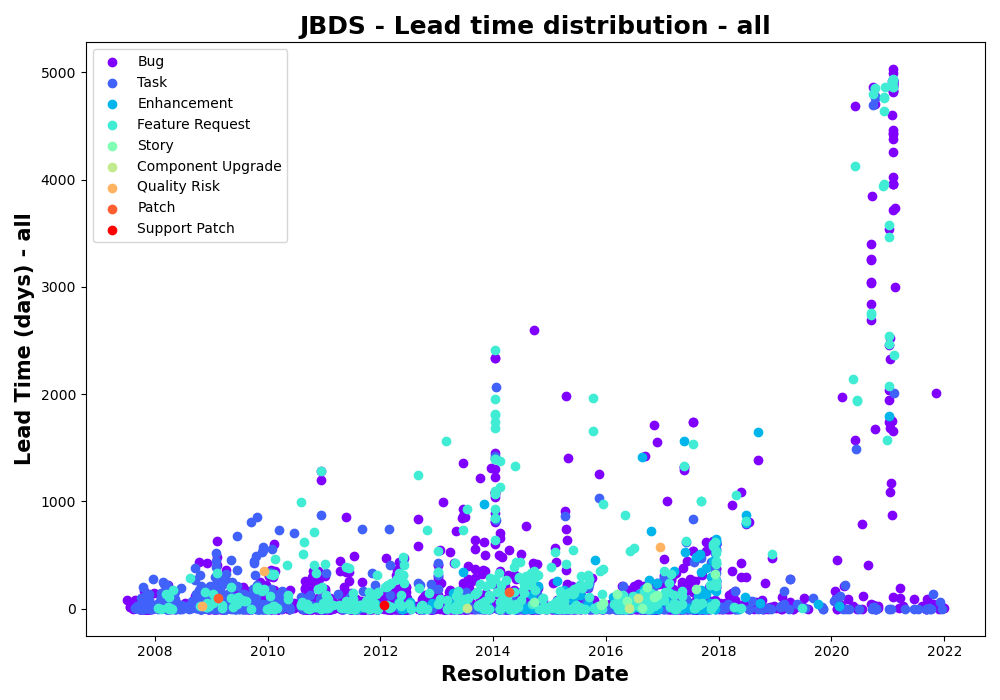 JBDS - Lead time distribution - all
Bug
Task
Enhancement
Feature Request
Story
Component Upgrade
Quality Risk
Patch
Support Patch
Lead Time (days) - all
5000
4000
3000
2000
1000
0
2008 2010 2012 2014 2016 2018 2020 2022
Resolution Date